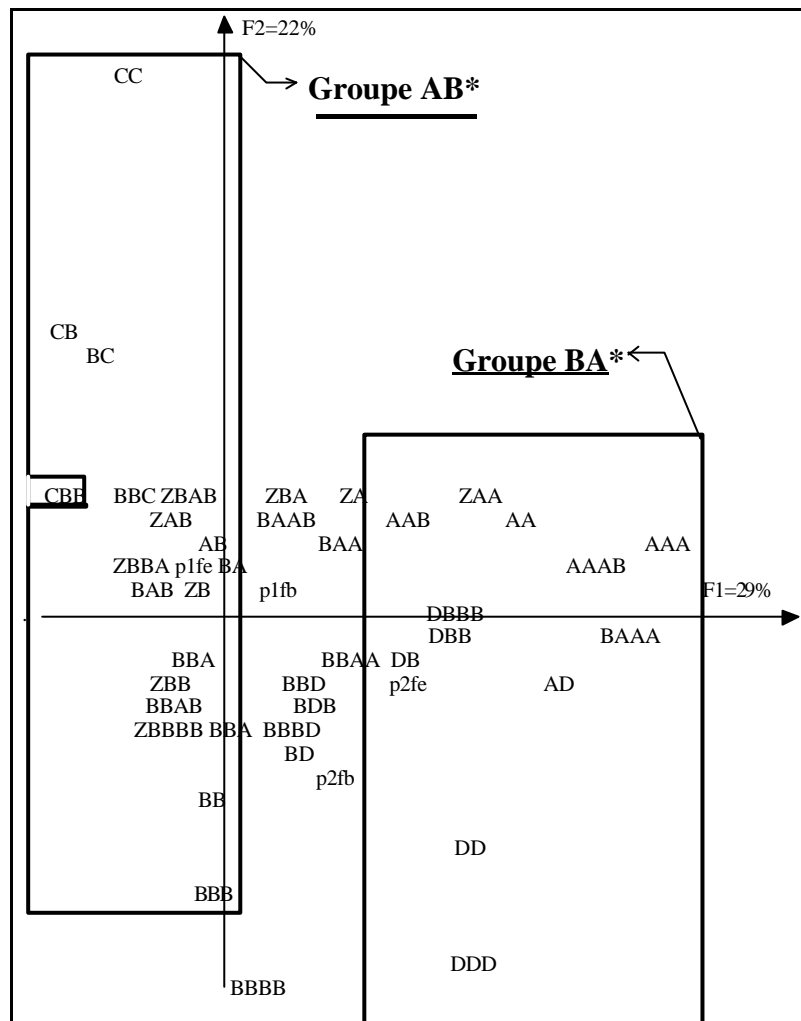 F2=22%
CC
Groupe AB*
CB
BC
Groupe BA*
CBB BBC ZBAB ZBA ZA ZAA
ZAB BAAB AAB AA
AB BAA AAA
ZBBA p1fe BA AAAB
BAB ZB p1fb F1=29%
DBBB
DBB BAAA
BBA BBAA DB
ZBB BBD p2fe AD
BBAB BDB
ZBBBB BBA BBBD
BD
p2fb
BB
DD
BBB
DDD
BBBB